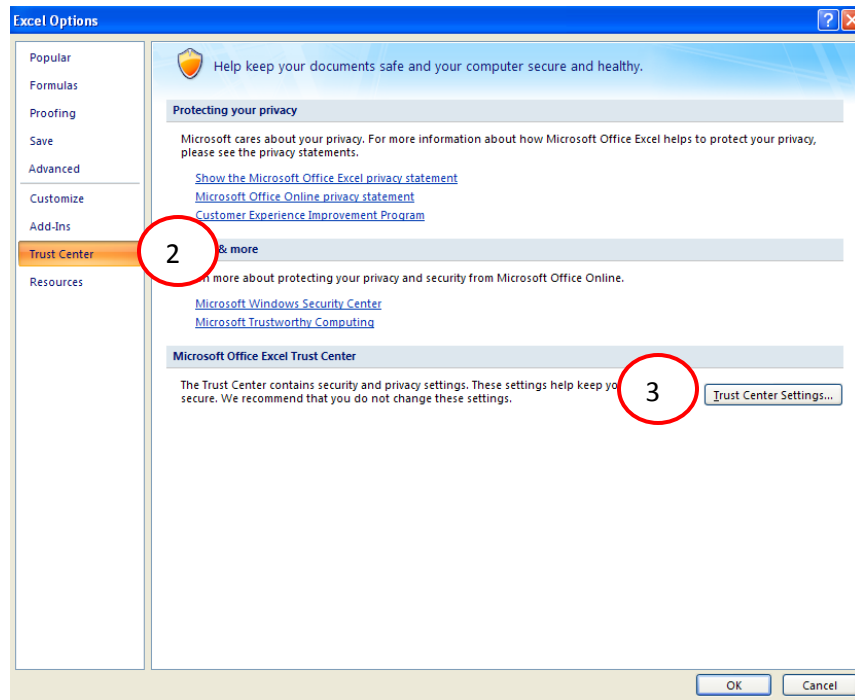 Excel Options
Popular
Formulas
Proofing
Save
Advanced
Customize
Add-Ins
Trust Center
Resources
Help keep your documents safe and your computer secure and healthy.
Protecting your privacy
Microsoft cares about your privacy. For more information about how Microsoft Office Excel helps to protect your privacy,
please see the privacy statements.
Show the Microsoft Office Excel privacy statement
Microsoft Office Online privacy statement
Customer Experience Improvement Program
2
& more
more about protecting your privacy and security from Microsoft Office Online.
Microsoft Windows Security Center
Microsoft Trustworthy Computing
Microsoft Office Excel Trust Center
The Trust Center contains security and privacy settings. These settings help keep
secure. We recommend that you do not change these settings.
3
Trust Center Settings...
OK
Cancel